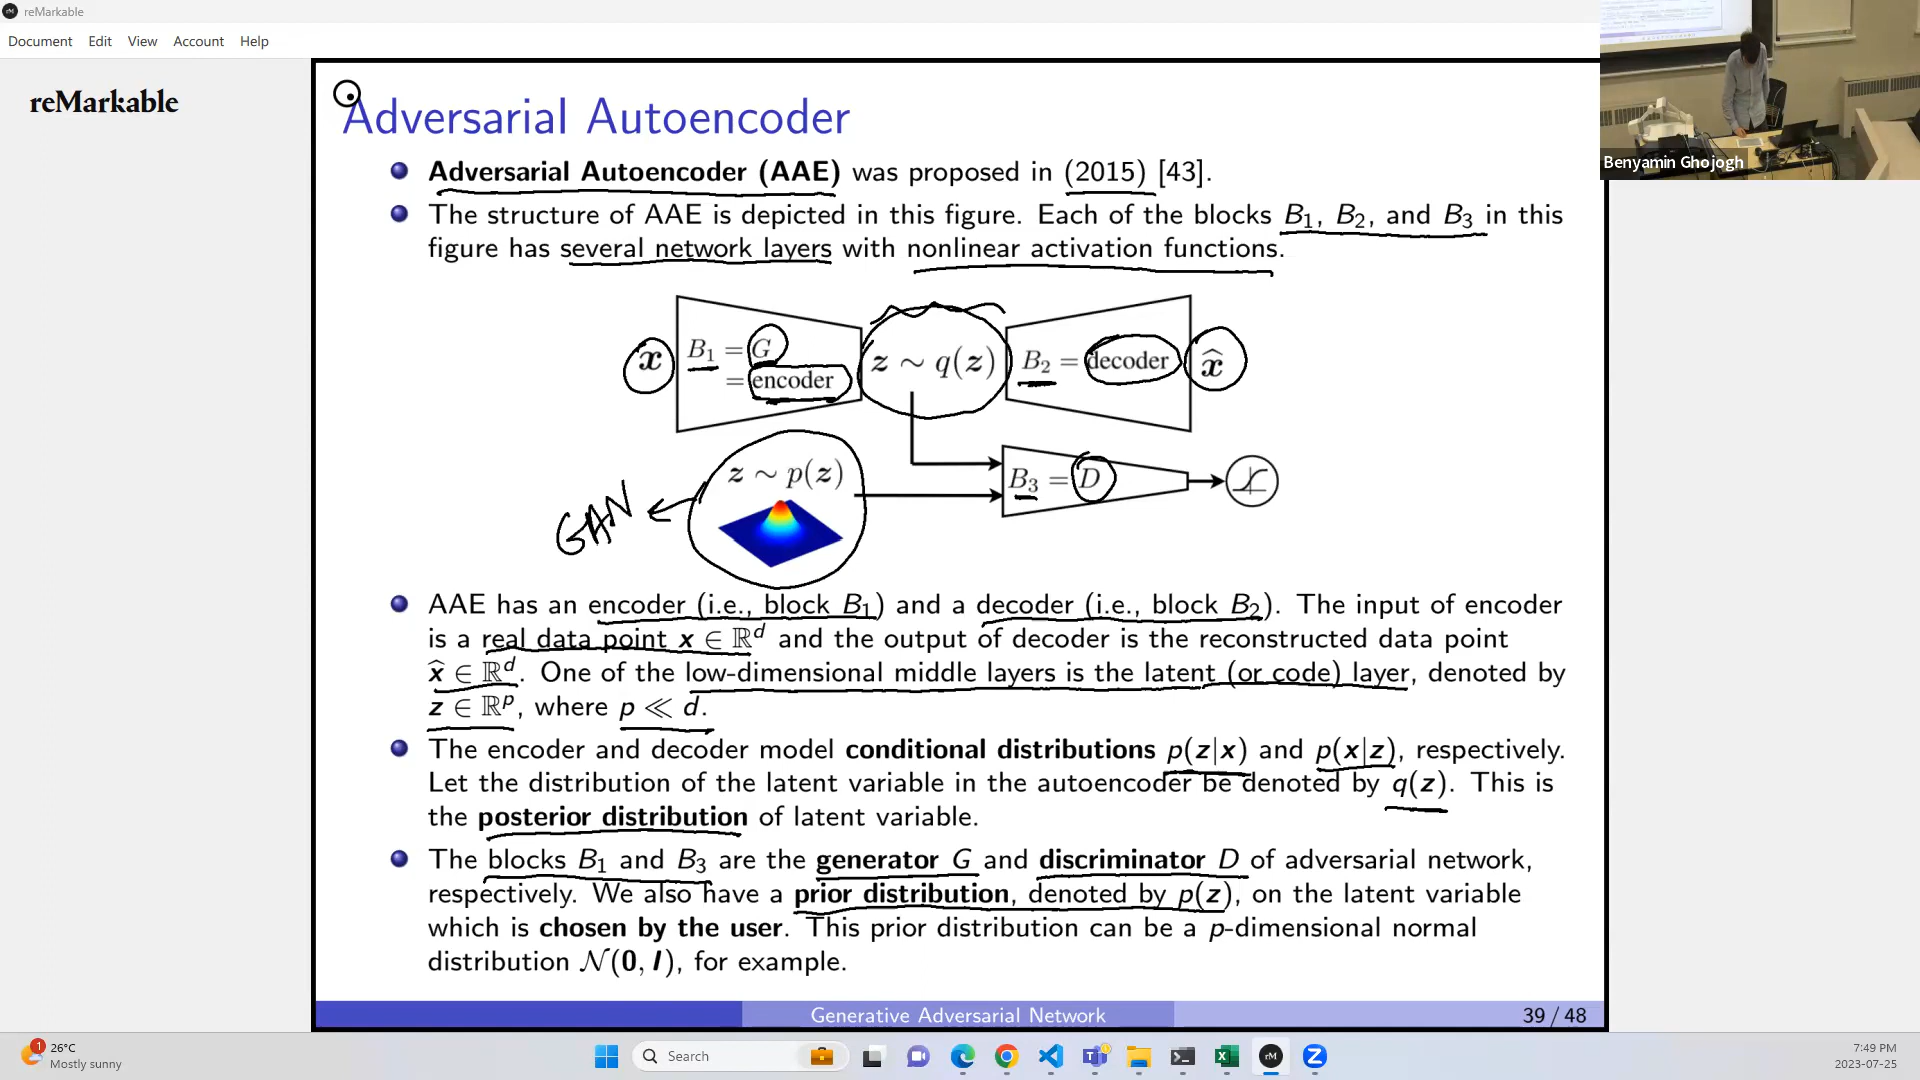 reMarkable
Document Edit View Account Help
reMarkable
Benyamin Ghojogh
Adversarial Autoencoder
Adversarial Autoencoder (AAE) was proposed in (2015) [43].
The structure of AAE is depicted in this figure. Each of the blocks B₁, B₂, and B₃ in this
figure has several network layers with nonlinear activation functions.
x B₁ = G z ∼ q(z) B₂ = decoder x̂
= encoder
z ∼ p(z) B₃ = D
GAN
AAE has an encoder (i.e., block B₁) and a decoder (i.e., block B₂). The input of encoder
is a real data point x ∈ ℝᵈ and the output of decoder is the reconstructed data point
x̂ ∈ ℝᵈ. One of the low-dimensional middle layers is the latent (or code) layer, denoted by
z ∈ ℝᵖ, where p ≪ d.
The encoder and decoder model conditional distributions p(z|x) and p(x|z), respectively.
Let the distribution of the latent variable in the autoencoder be denoted by q(z). This is
the posterior distribution of latent variable.
The blocks B₁ and B₃ are the generator G and discriminator D of adversarial network,
respectively. We also have a prior distribution, denoted by p(z), on the latent variable
which is chosen by the user. This prior distribution can be a p-dimensional normal
distribution 𝒩(0, I), for example.
Generative Adversarial Network 39 / 48
1
26°C
Mostly sunny
Search
rM
7:49 PM
2023-07-25